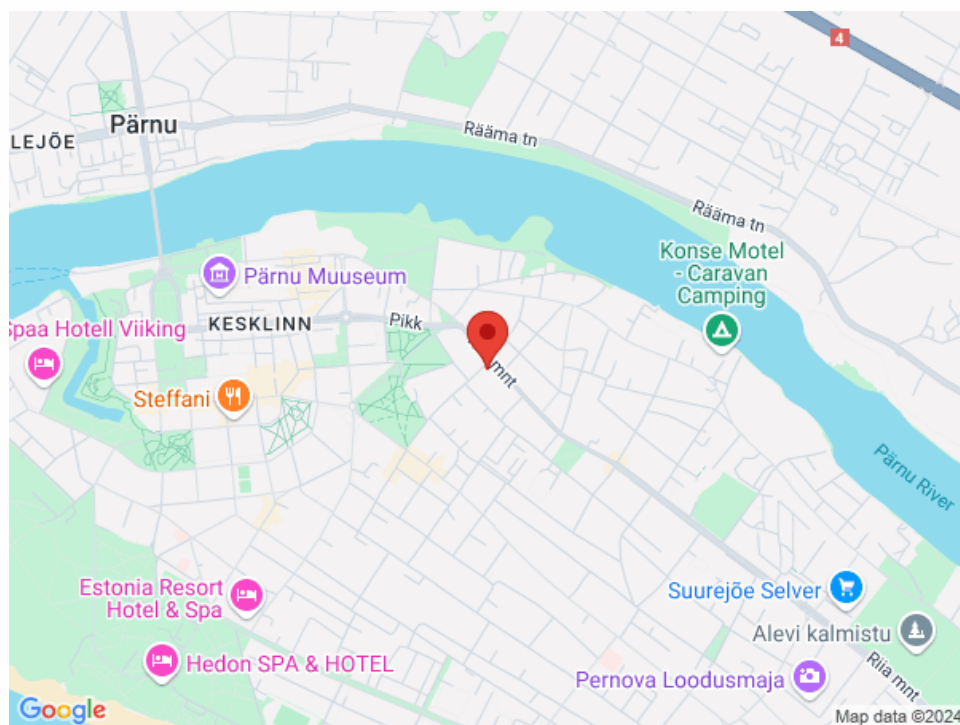 4
Pärnu
LEJÕE
Rääma tn
Rääma tn
Konse Motel
- Caravan
Camping
Pärnu Muuseum
Spaa Hotell Viiking
KESKLINN
Pikk
mnt
Steffani
Pärnu River
Estonia Resort
Hotel & Spa
Suurejõe Selver
Alevi kalmistu
Hedon SPA & HOTEL
Pernova Loodusmaja
Riia mnt
Google
Map data ©2024